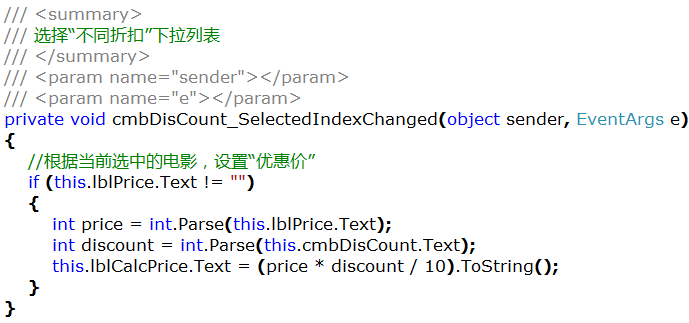 /// <summary>
/// 选择“不同折扣”下拉列表
/// </summary>
/// <param name="sender"></param>
/// <param name="e"></param>
private void cmbDisCount_SelectedIndexChanged(object sender, EventArgs e)
{
    //根据当前选中的电影，设置“优惠价”
    if (this.lblPrice.Text != "")
    {
        int price = int.Parse(this.lblPrice.Text);
        int discount = int.Parse(this.cmbDisCount.Text);
        this.lblCalcPrice.Text = (price * discount / 10).ToString();
    }
}